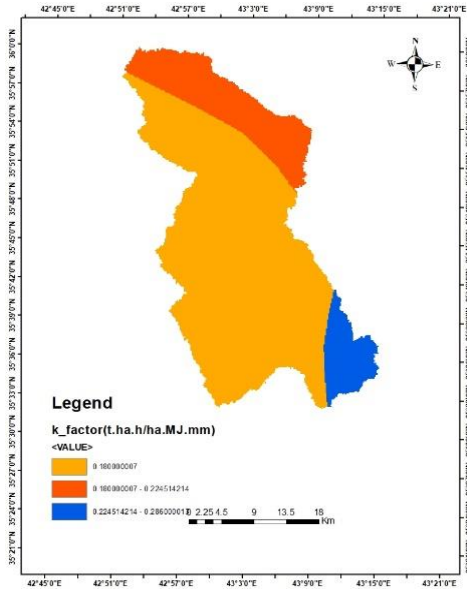 42°45'0"E 42°51'0"E 42°57'0"E 43°3'0"E 43°9'0"E 43°15'0"E 43°21'0"E
N
W E
S
36°0'0"N
35°57'0"N
35°54'0"N
35°51'0"N
35°48'0"N
35°45'0"N
35°42'0"N
35°39'0"N
35°36'0"N
35°33'0"N
35°30'0"N
35°27'0"N
35°24'0"N
35°21'0"N
Legend
k_factor(t.ha.h/ha.MJ.mm)
<VALUE>
0.180000007
0.180000007 - 0.224514214
0.224514214 - 0.286000013
0 2.25 4.5 9 13.5 18
Km
42°45'0"E 42°51'0"E 42°57'0"E 43°3'0"E 43°9'0"E 43°15'0"E 43°21'0"E